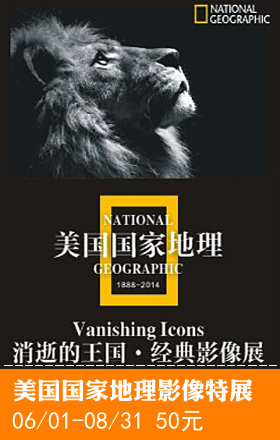 NATIONAL
GEOGRAPHIC
NATIONAL
美国国家地理
GEOGRAPHIC
1888-2014
Vanishing Icons
消逝的王国·经典影像展
美国国家地理影像特展
06/01-08/31 50元